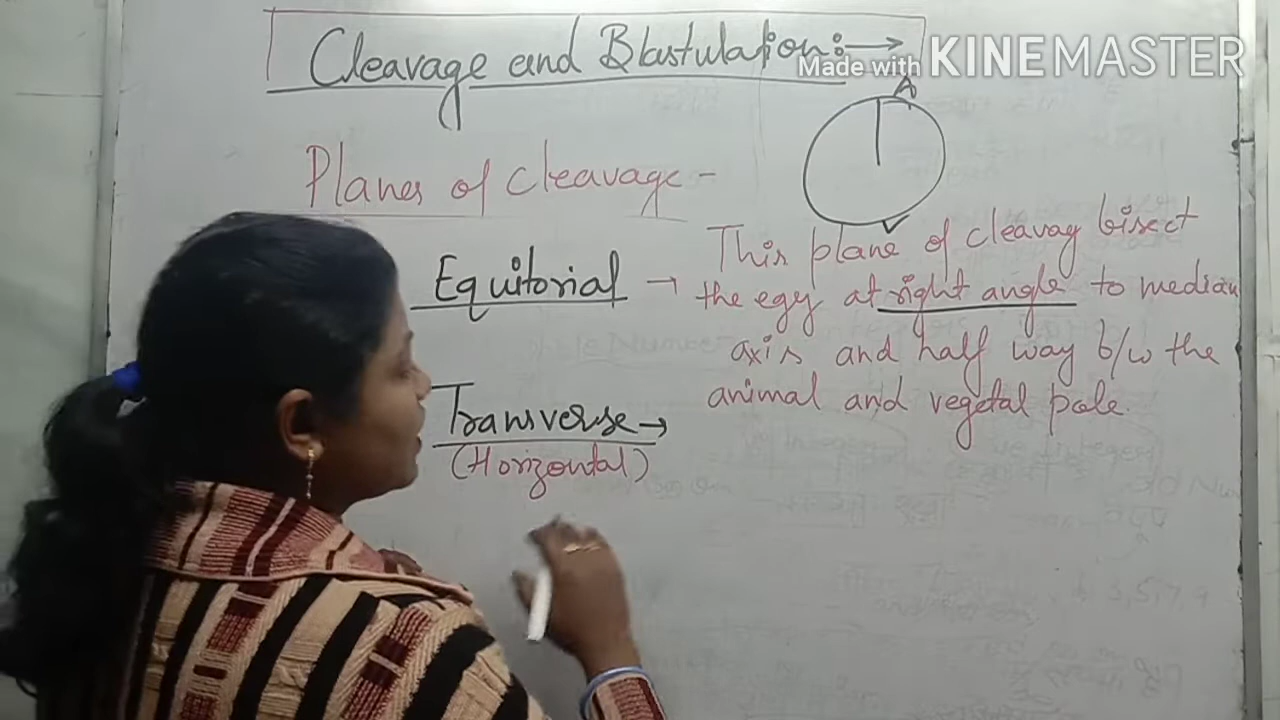 Cleavage and Blastulation:→
Made with KINEMASTER
A
Planes of cleavage -
V
Equitorial → This plane of cleavag bisect
the egg at right angle to median
axis and half way b/w the
animal and vegetal pole.
Tranverse→
(Horizontal)